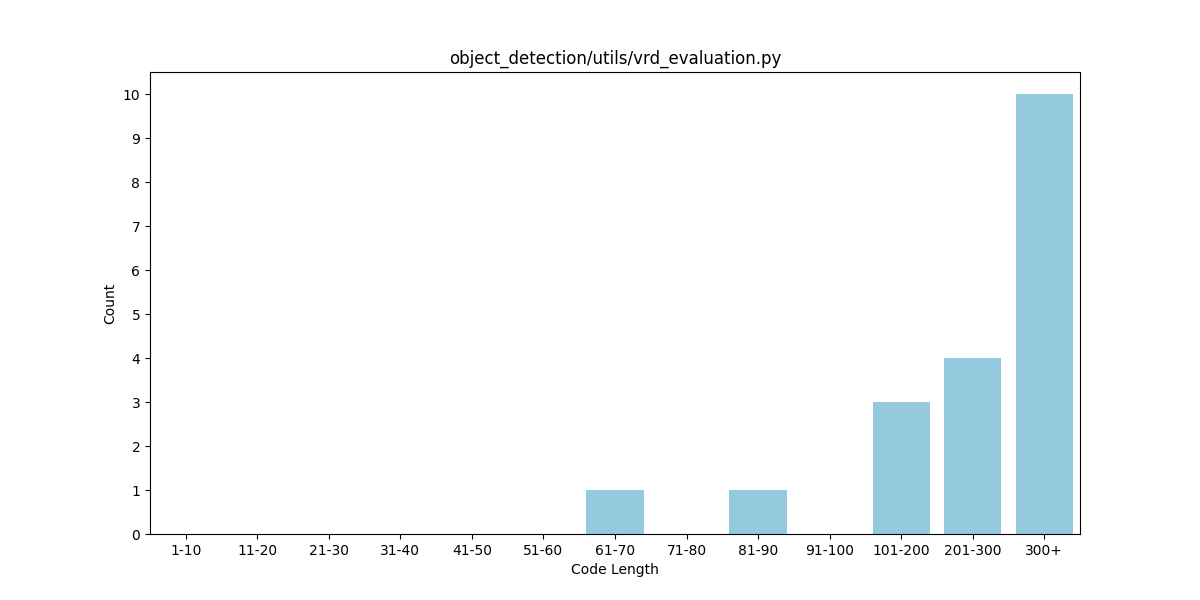 object_detection/utils/vrd_evaluation.py
10
9
8
7
6
5
4
3
2
1
0
Count
1-10 11-20 21-30 31-40 41-50 51-60 61-70 71-80 81-90 91-100 101-200 201-300 300+
Code Length